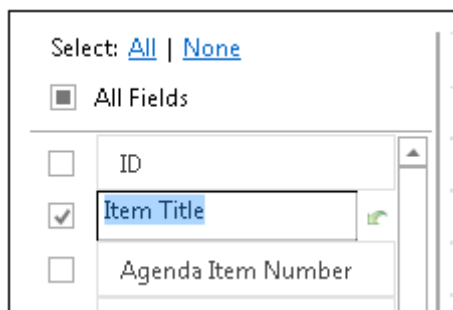 Select: All | None
All Fields
ID
Item Title
Agenda Item Number